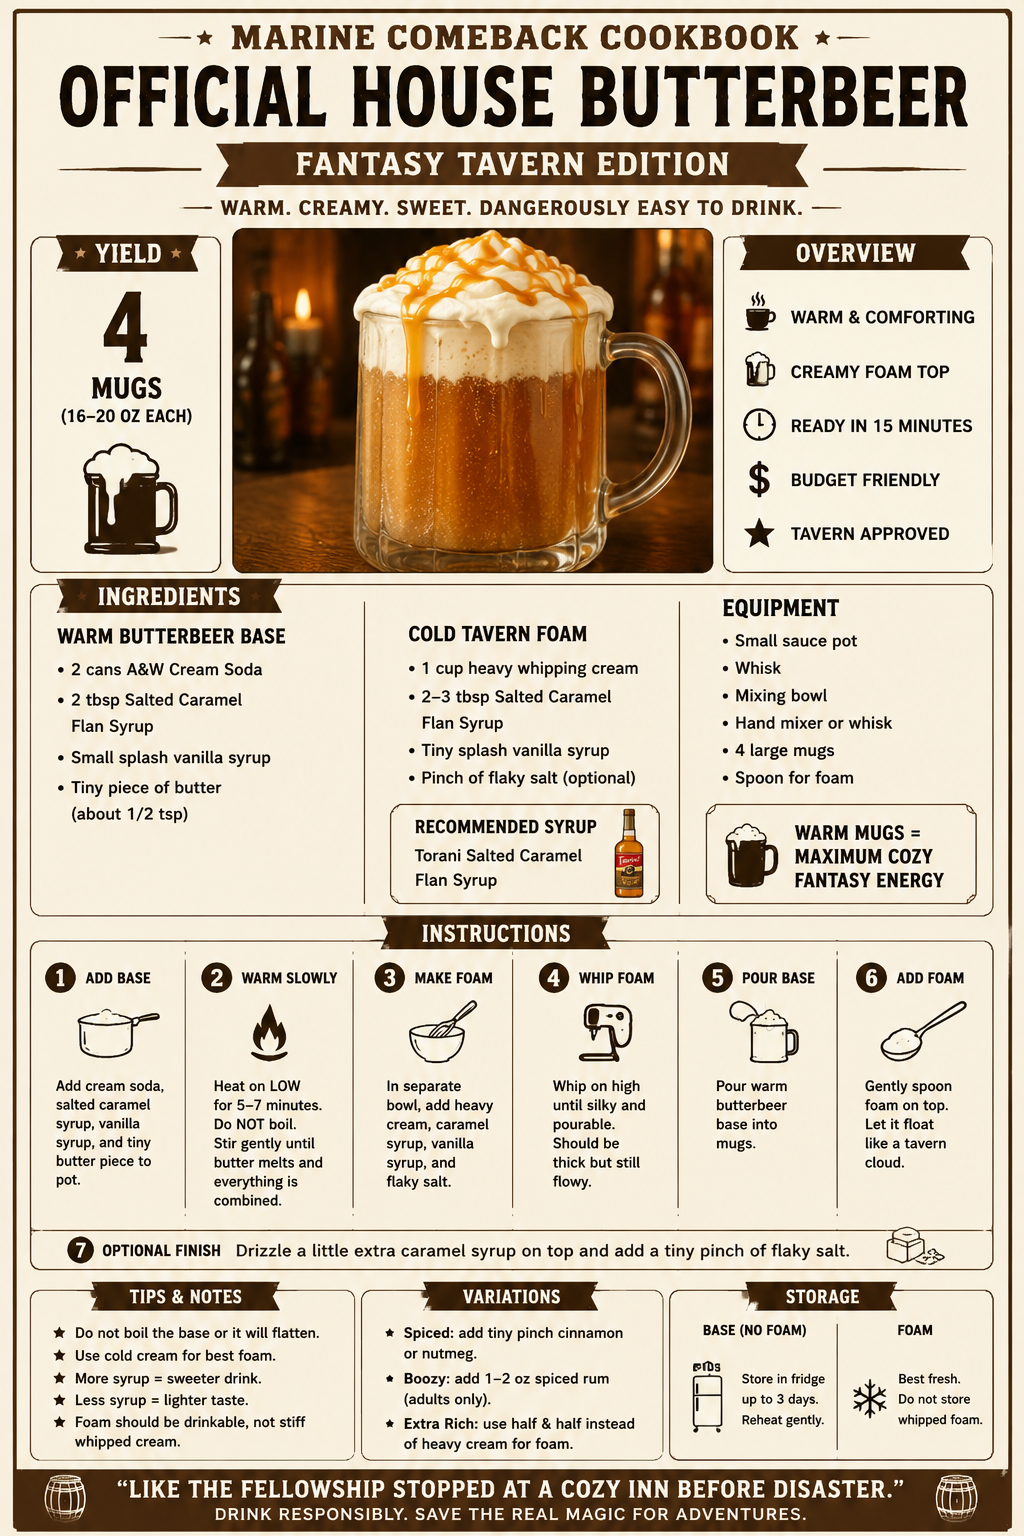 MARINE COMEBACK COOKBOOK
OFFICIAL HOUSE BUTTERBEER
FANTASY TAVERN EDITION
WARM. CREAMY. SWEET. DANGEROUSLY EASY TO DRINK.
YIELD
4
MUGS
(16–20 OZ EACH)
OVERVIEW
WARM & COMFORTING
CREAMY FOAM TOP
READY IN 15 MINUTES
BUDGET FRIENDLY
TAVERN APPROVED
INGREDIENTS
WARM BUTTERBEER BASE
• 2 cans A&W Cream Soda
• 2 tbsp Salted Caramel
Flan Syrup
• Small splash vanilla syrup
• Tiny piece of butter
(about 1/2 tsp)
COLD TAVERN FOAM
• 1 cup heavy whipping cream
• 2–3 tbsp Salted Caramel
Flan Syrup
• Tiny splash vanilla syrup
• Pinch of flaky salt (optional)
RECOMMENDED SYRUP
Torani Salted Caramel
Flan Syrup
EQUIPMENT
• Small sauce pot
• Whisk
• Mixing bowl
• Hand mixer or whisk
• 4 large mugs
• Spoon for foam
WARM MUGS =
MAXIMUM COZY
FANTASY ENERGY
INSTRUCTIONS
1 ADD BASE
Add cream soda,
salted caramel
syrup, vanilla
syrup, and tiny
butter piece to
pot.
2 WARM SLOWLY
Heat on LOW
for 5–7 minutes.
Do NOT boil.
Stir gently until
butter melts and
everything is
combined.
3 MAKE FOAM
In separate
bowl, add heavy
cream, caramel
syrup, vanilla
syrup, and
flaky salt.
4 WHIP FOAM
Whip on high
until silky and
pourable.
Should be
thick but still
flowy.
5 POUR BASE
Pour warm
butterbeer
base into
mugs.
6 ADD FOAM
Gently spoon
foam on top.
Let it float
like a tavern
cloud.
7 OPTIONAL FINISH Drizzle a little extra caramel syrup on top and add a tiny pinch of flaky salt.
TIPS & NOTES
Do not boil the base or it will flatten.
Use cold cream for best foam.
More syrup = sweeter drink.
Less syrup = lighter taste.
Foam should be drinkable, not stiff
whipped cream.
VARIATIONS
Spiced: add tiny pinch cinnamon
or nutmeg.
Boozy: add 1–2 oz spiced rum
(adults only).
Extra Rich: use half & half instead
of heavy cream for foam.
STORAGE
BASE (NO FOAM)
Store in fridge
up to 3 days.
Reheat gently.
FOAM
Best fresh.
Do not store
whipped foam.
“LIKE THE FELLOWSHIP STOPPED AT A COZY INN BEFORE DISASTER.”
DRINK RESPONSIBLY. SAVE THE REAL MAGIC FOR ADVENTURES.